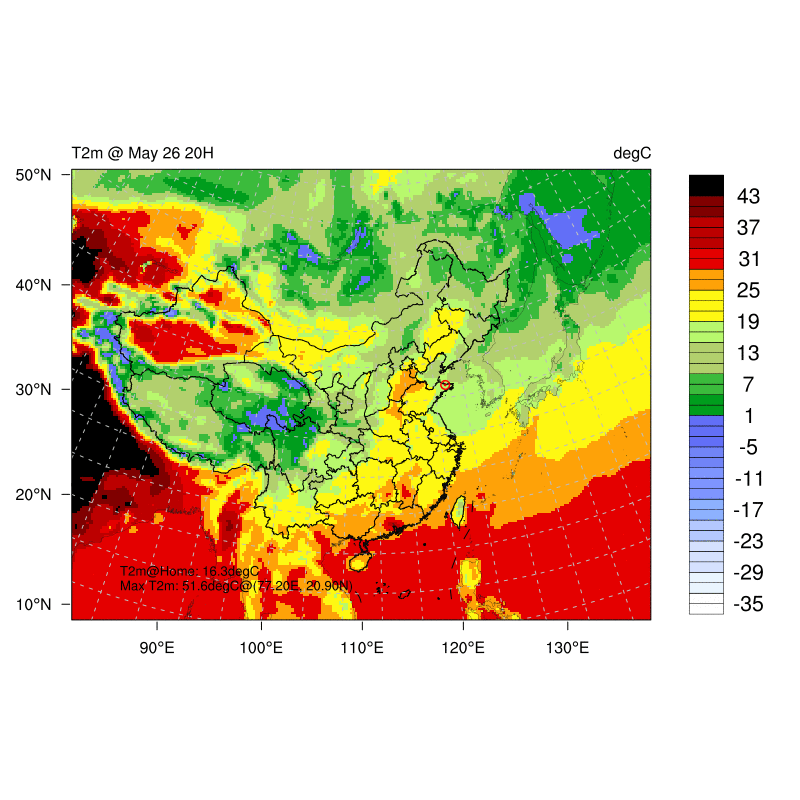 T2m @ May 26 20H
degC
50°N
40°N
30°N
20°N
10°N
90°E
100°E
110°E
120°E
130°E
43
37
31
25
19
13
7
1
-5
-11
-17
-23
-29
-35
T2m@Home: 16.3degC
Max T2m: 51.6degC@(77.20E, 20.90N)